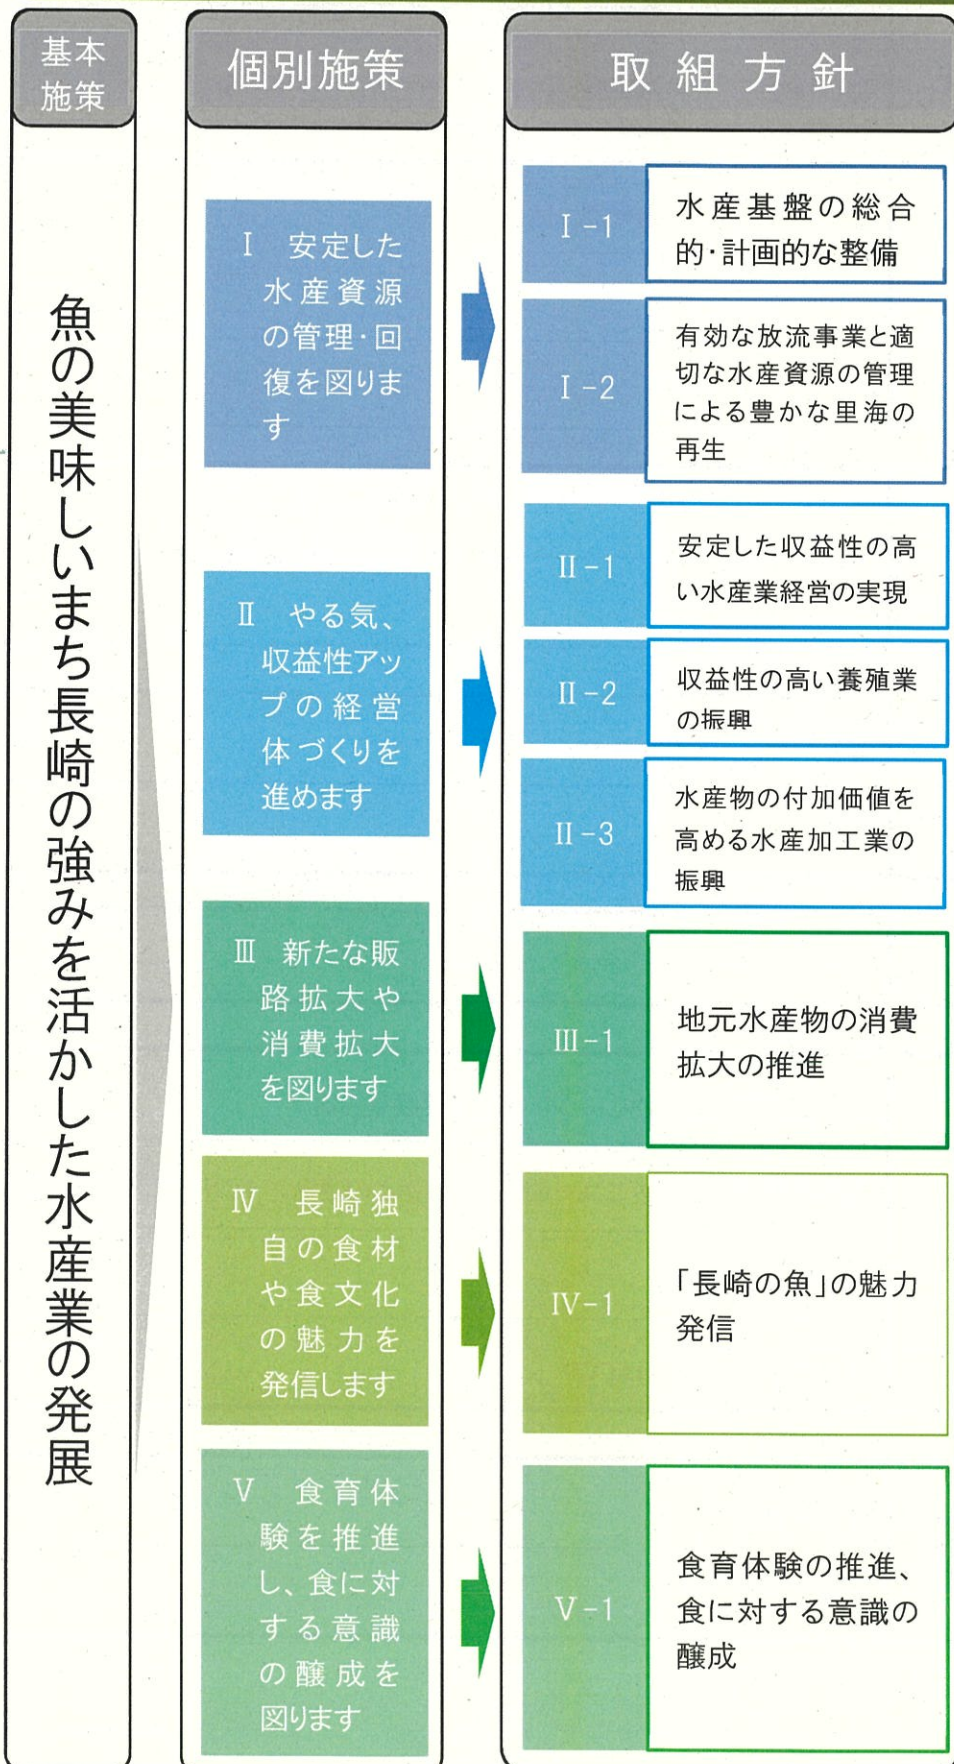 基本
施策
魚の美味しいまち長崎の強みを活かした水産業の発展
個別施策
Ⅰ 安定した
水産資源
の管理・回
復を図りま
す
Ⅱ やる気、
収益性アッ
プの経営
体づくりを
進めます
Ⅲ 新たな販
路拡大や
消費拡大
を図ります
Ⅳ 長崎独
自の食材
や食文化
の魅力を
発信します
Ⅴ 食育体
験を推進
し、食に対
する意識
の醸成を
図ります
取組方針
Ⅰ-1
水産基盤の総合
的・計画的な整備
Ⅰ-2
有効な放流事業と適
切な水産資源の管理
による豊かな里海の
再生
Ⅱ-1
安定した収益性の高
い水産業経営の実現
Ⅱ-2
収益性の高い養殖業
の振興
Ⅱ-3
水産物の付加価値を
高める水産加工業の
振興
Ⅲ-1
地元水産物の消費
拡大の推進
Ⅳ-1
「長崎の魚」の魅力
発信
Ⅴ-1
食育体験の推進、
食に対する意識の
醸成